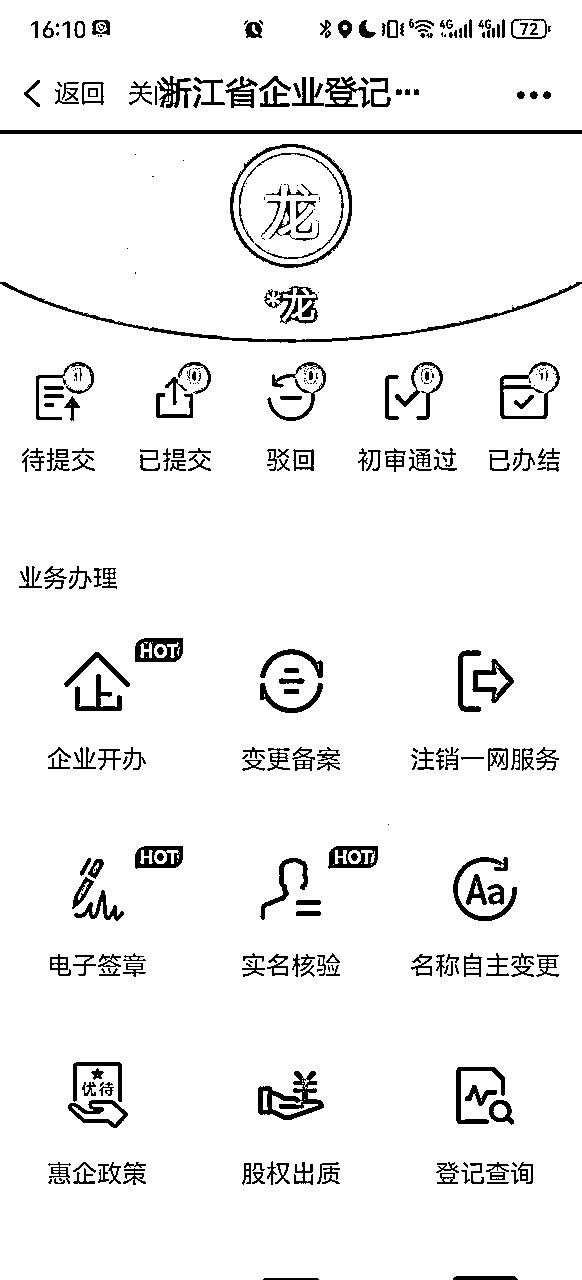 16:10 6 4G 4G 72
返回 关闭 浙江省企业登记···
龙
*龙
1 0 0 0 1
待提交 已提交 驳回 初审通过 已办结
业务办理
HOT
企业开办 变更备案 注销一网服务
HOT HOT
Aa
电子签章 实名核验 名称自主变更
优待
惠企政策 股权出质 登记查询